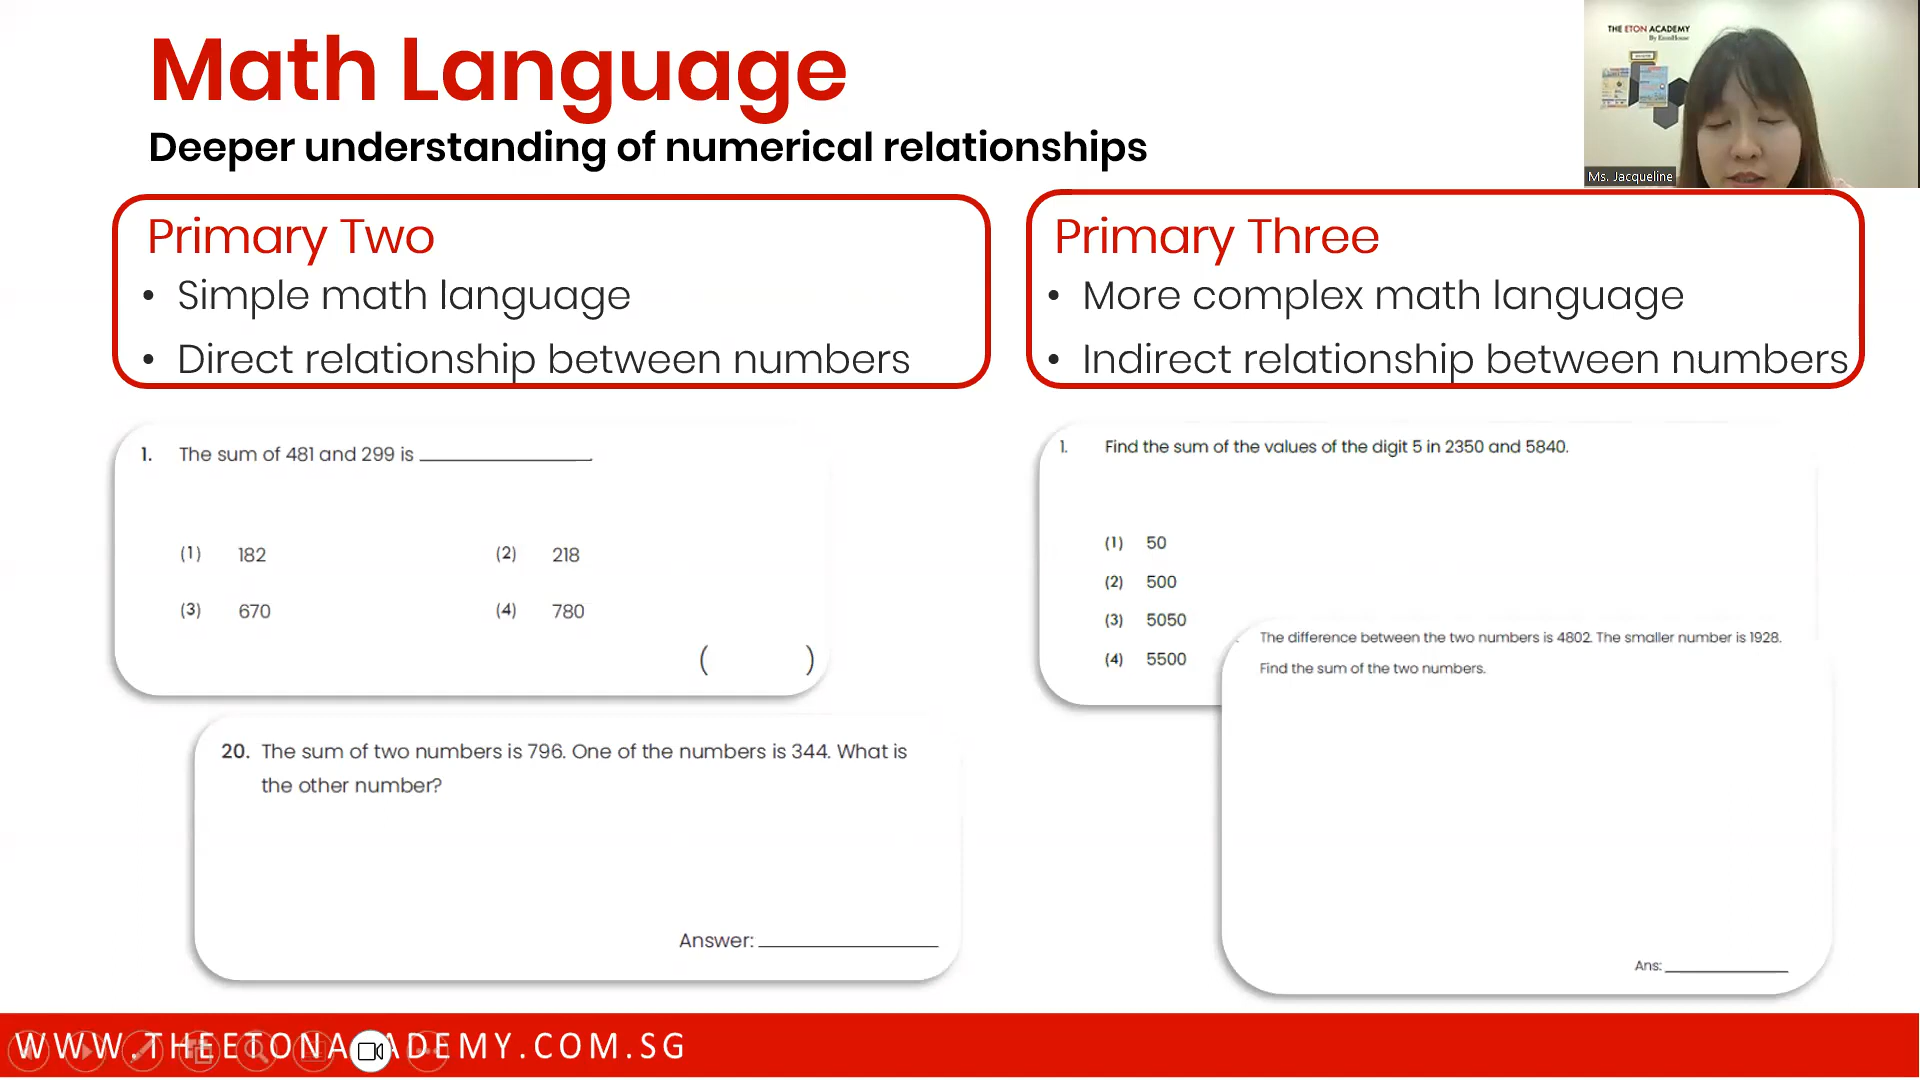 Math Language
Deeper understanding of numerical relationships
THE ETON ACADEMY
By EtonHouse
Ms. Jacqueline
Primary Two
• Simple math language
• Direct relationship between numbers
Primary Three
• More complex math language
• Indirect relationship between numbers
1. The sum of 481 and 299 is ____________.
(1) 182 (2) 218
(3) 670 (4) 780
( )
20. The sum of two numbers is 796. One of the numbers is 344. What is
the other number?
Answer: ____________
1. Find the sum of the values of the digit 5 in 2350 and 5840.
(1) 50
(2) 500
(3) 5050
(4) 5500
The difference between the two numbers is 4802. The smaller number is 1928.
Find the sum of the two numbers.
Ans: ____________
WWW.THEETONACADEMY.COM.SG